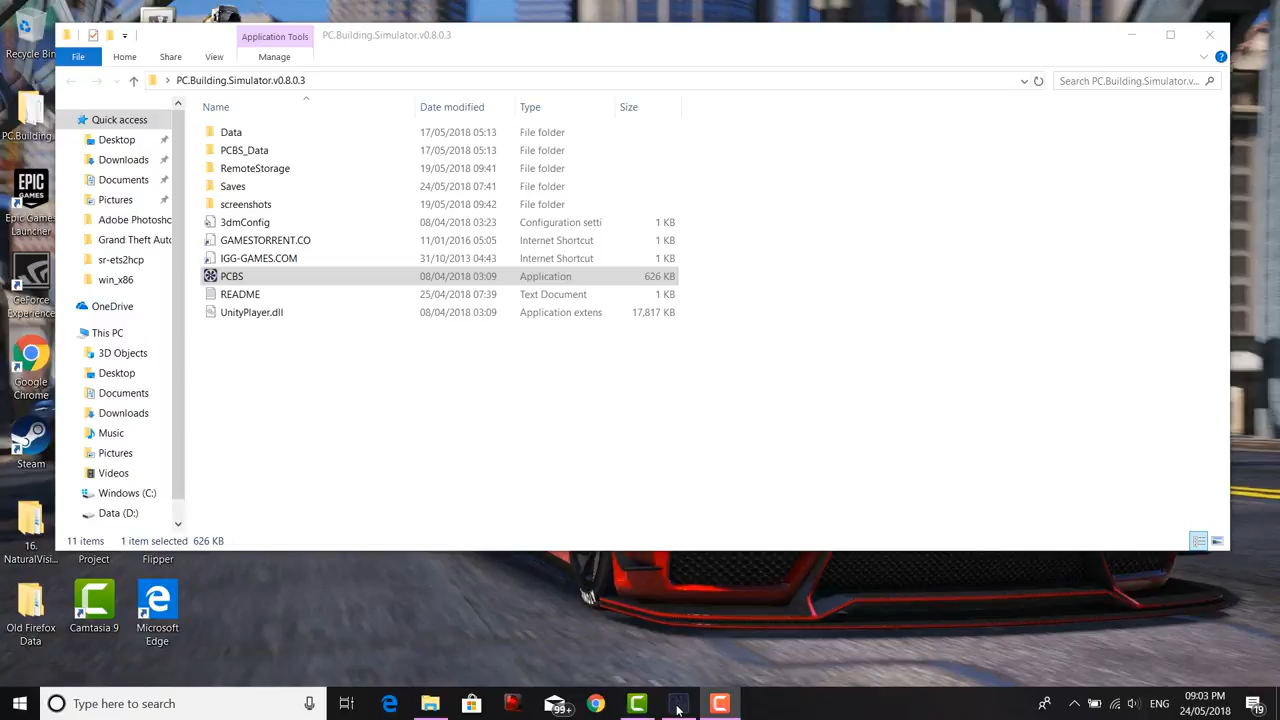 Recycle Bin
Application Tools
PC.Building.Simulator.v0.8.0.3
File
Home
Share
View
Manage
PC.Building.Simulator.v0.8.0.3
Search PC.Building.Simulator.v...
Name
Date modified
Type
Size
Quick access
Desktop
Downloads
Documents
Pictures
Adobe Photosho
Grand Theft Auto
sr-ets2hcp
win_x86
OneDrive
This PC
3D Objects
Desktop
Documents
Downloads
Music
Pictures
Videos
Windows (C:)
Data (D:)
Data 17/05/2018 05:13 File folder
PCBS_Data 17/05/2018 05:13 File folder
RemoteStorage 19/05/2018 09:41 File folder
Saves 24/05/2018 07:41 File folder
screenshots 19/05/2018 09:42 File folder
3dmConfig 08/04/2018 03:23 Configuration setti 1 KB
GAMESTORRENT.CO 11/01/2016 05:05 Internet Shortcut 1 KB
IGG-GAMES.COM 31/10/2013 04:43 Internet Shortcut 1 KB
PCBS 08/04/2018 03:09 Application 626 KB
README 25/04/2018 07:39 Text Document 1 KB
UnityPlayer.dll 08/04/2018 03:09 Application extens 17,817 KB
11 items 1 item selected 626 KB
PC.Building....
EPIC
GAMES
Epic Games
Launcher
GeForce
Experience
Google
Chrome
Steam
16.
NaturalVisi...
Project
Flipper
Old Firefox
Data
Camtasia 9
Microsoft
Edge
Type here to search
99+
ENG
09:03 PM
24/05/2018
19